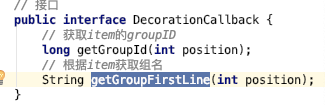 // 接口
public interface DecorationCallback {
// 获取item的groupID
long getGroupId(int position);
// 根据item获取组名
String getGroupFirstLine(int position);
}